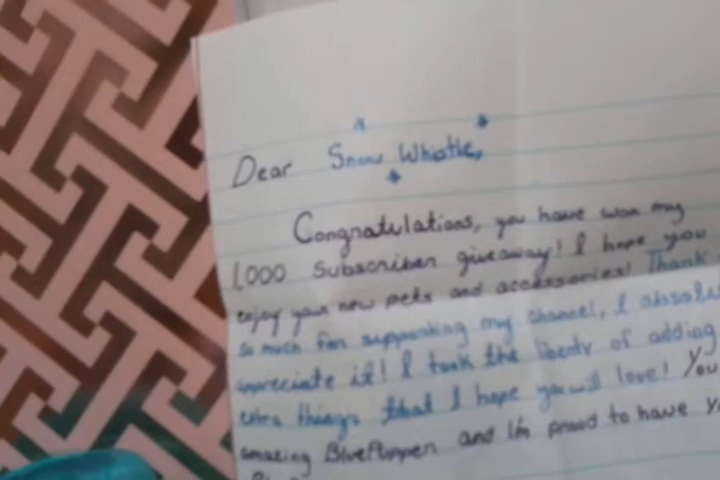 Dear Snow Whistle,
Congratulations, you have won my
1,000 Subscriber giveaway! I hope you
enjoy your new pets and accessories! Thank
so much for supporting my channel, I absolu
appreciate it! I took the liberty of adding
extra things that I hope you will love! You
amazing and I'm proud to have